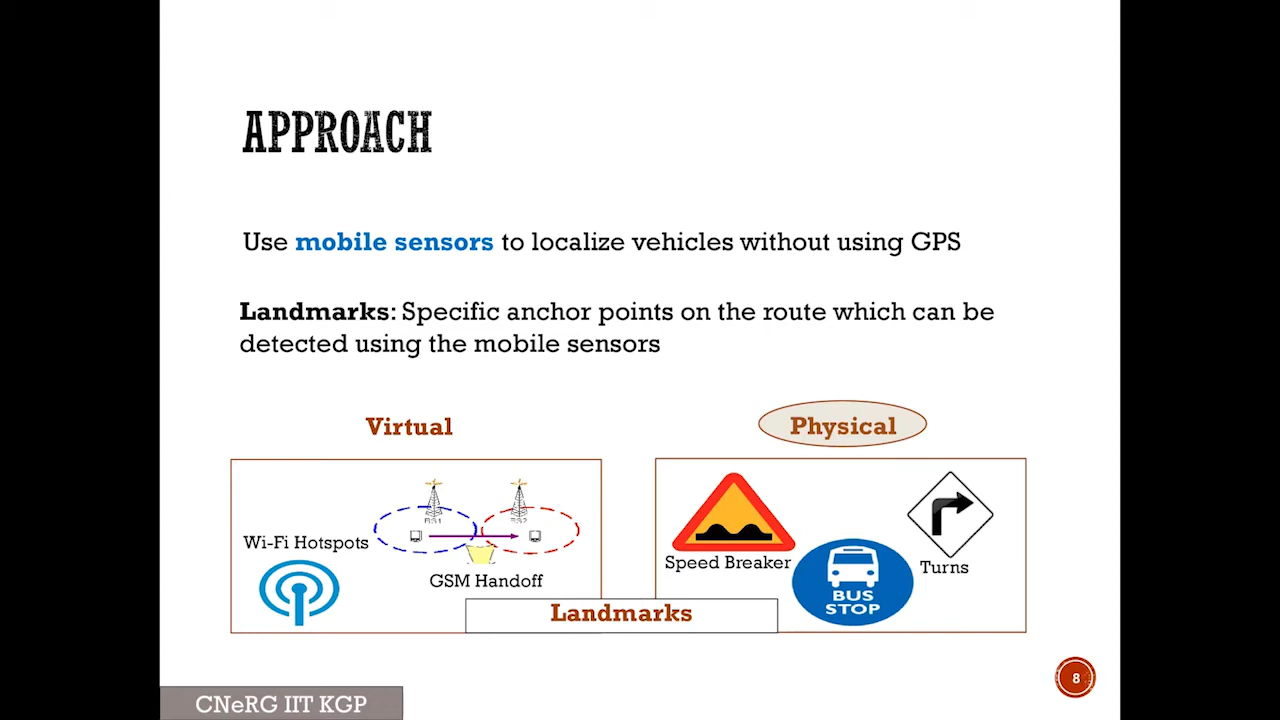 APPROACH
Use mobile sensors to localize vehicles without using GPS
Landmarks: Specific anchor points on the route which can be
detected using the mobile sensors
Virtual
Physical
BS1
BS2
Wi-Fi Hotspots
GSM Handoff
Speed Breaker
BUS
STOP
Turns
Landmarks
8
CNeRG IIT KGP